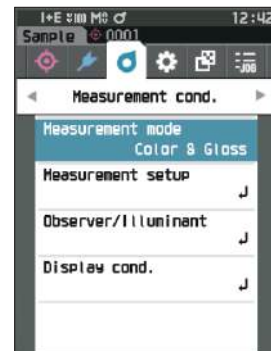 I+E 12:42
Sample 0001
Measurement cond.
Measurement mode
Color & Gloss
Measurement setup
Observer/Illuminant
Display cond.